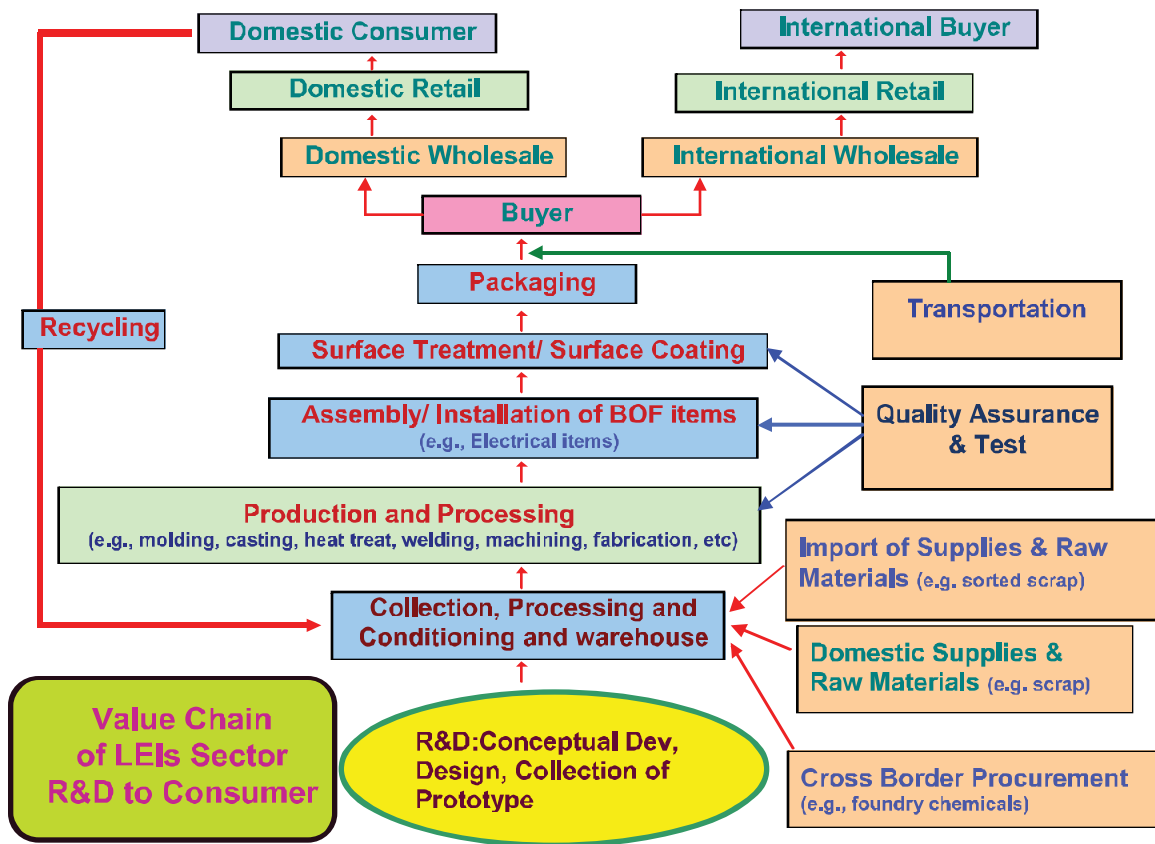 Domestic Consumer
International Buyer
Domestic Retail
International Retail
Domestic Wholesale
International Wholesale
Buyer
Packaging
Transportation
Recycling
Surface Treatment/ Surface Coating
Assembly/ Installation of BOF items
(e.g., Electrical items)
Quality Assurance
& Test
Production and Processing
(e.g., molding, casting, heat treat, welding, machining, fabrication, etc)
Import of Supplies & Raw
Materials (e.g. sorted scrap)
Collection, Processing and
Conditioning and warehouse
Domestic Supplies &
Raw Materials (e.g. scrap)
Value Chain
of LEIs Sector
R&D to Consumer
R&D:Conceptual Dev,
Design, Collection of
Prototype
Cross Border Procurement
(e.g., foundry chemicals)